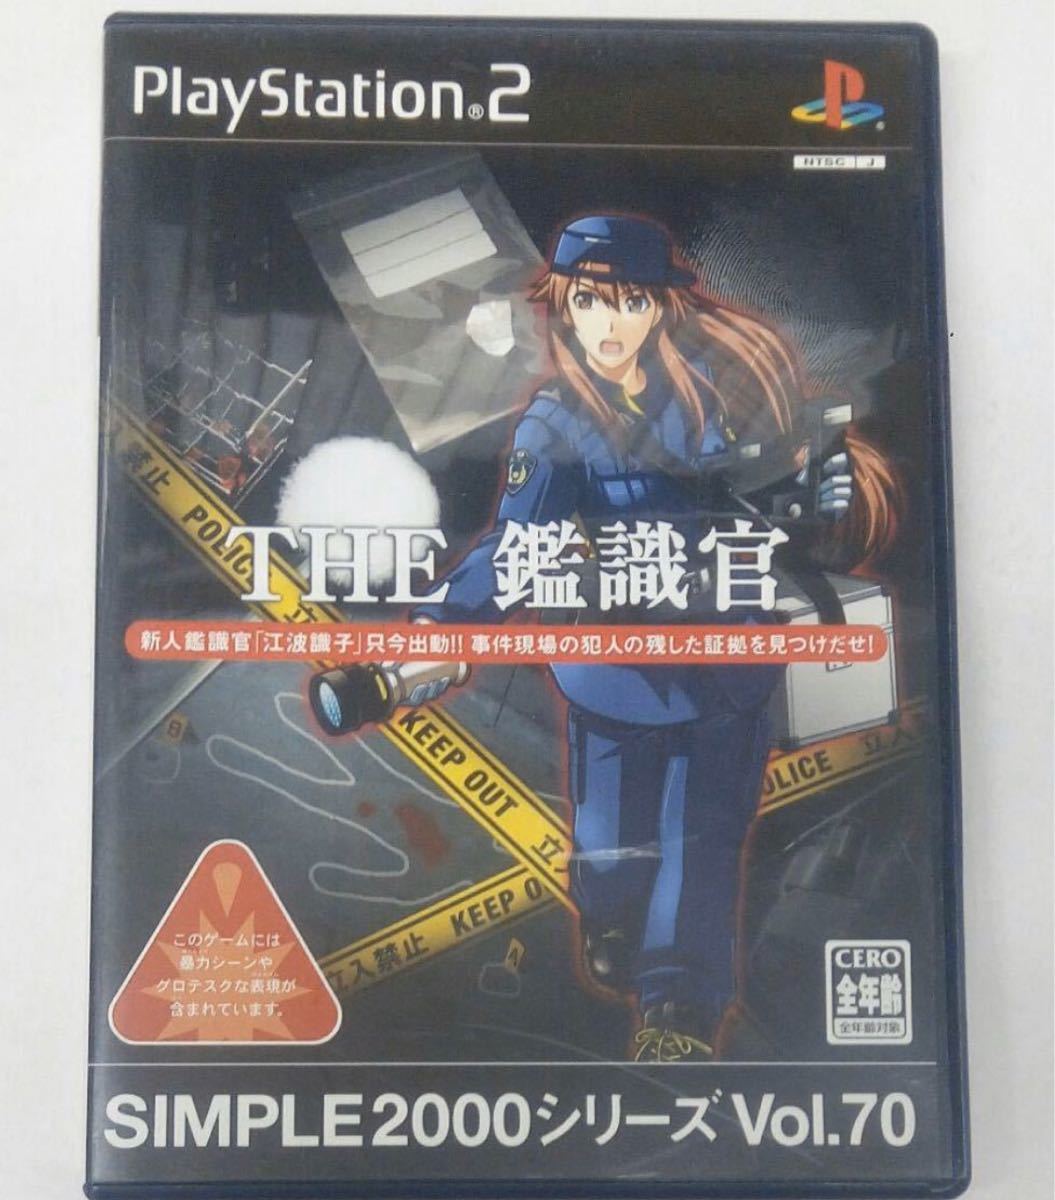 PlayStation®2
NTSC J
止 POLICE 立
THE 鑑識官
新人鑑識官「江波識子」只今出動!! 事件現場の犯人の残した証拠を見つけだせ!
B
KEEP OUT 立入
POLICE 立入
立入禁止 KEEP O
A
このゲームには
暴力シーンや
グロテスクな表現が
含まれています。
CERO
全年齢
全年齢対象
SIMPLE2000シリーズ Vol.70